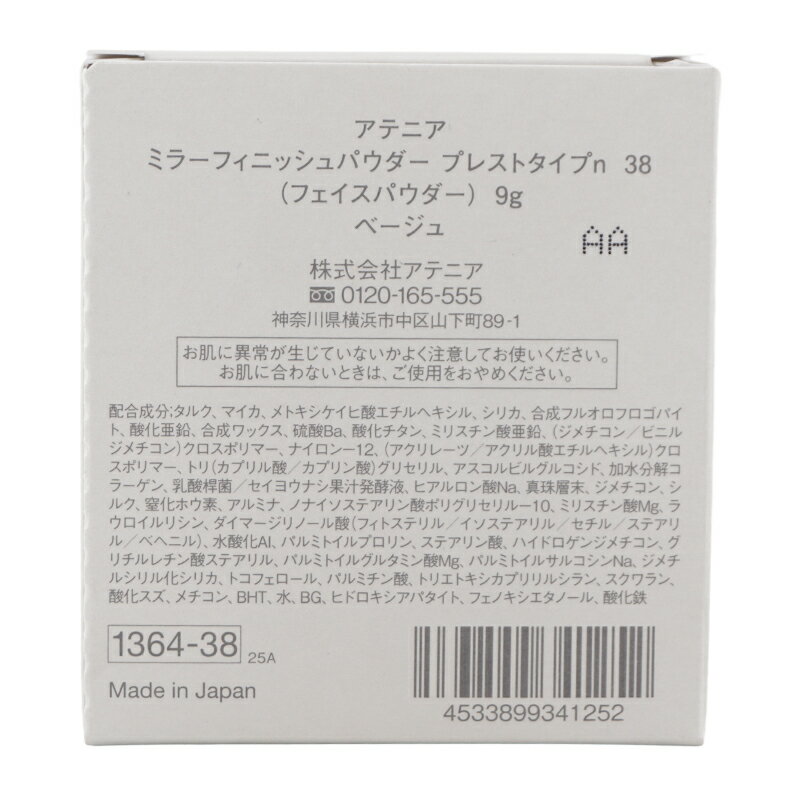 アテニア
ミラーフィニッシュパウダー プレストタイプn 38
（フェイスパウダー） 9g
ベージュ
AA
株式会社アテニア
0120-165-555
神奈川県横浜市中区山下町89-1
お肌に異常が生じていないかよく注意してお使いください。
お肌に合わないときは、ご使用をおやめください。
配合成分；タルク、マイカ、メトキシケイヒ酸エチルヘキシル、シリカ、合成フルオロフロゴパイ
ト、酸化亜鉛、合成ワックス、硫酸Ba、酸化チタン、ミリスチン酸亜鉛、（ジメチコン／ビニル
ジメチコン）クロスポリマー、ナイロン−12、（アクリレーツ／アクリル酸エチルヘキシル）クロ
スポリマー、トリ（カプリル酸／カプリン酸）グリセリル、アスコルビルグルコシド、加水分解コ
ラーゲン、乳酸桿菌／セイヨウナシ果汁発酵液、ヒアルロン酸Na、真珠層末、ジメチコン、シ
ルク、窒化ホウ素、アルミナ、ノナイソステアリン酸ポリグリセリル−10、ミリスチン酸Mg、ラ
ウロイルリシン、ダイマージリノール酸（フィトステリル／イソステアリル／セチル／ステアリ
ル／ベヘニル）、水酸化Al、パルミトイルプロリン、ステアリン酸、ハイドロゲンジメチコン、グ
リチルレチン酸ステアリル、パルミトイルグルタミン酸Mg、パルミトイルサルコシンNa、ジメチ
ルシリル化シリカ、トコフェロール、パルミチン酸、トリエトキシカプリリルシラン、スクワラン、
酸化スズ、メチコン、BHT、水、BG、ヒドロキシアパタイト、フェノキシエタノール、酸化鉄
1364-38 25A
Made in Japan
4533899341252